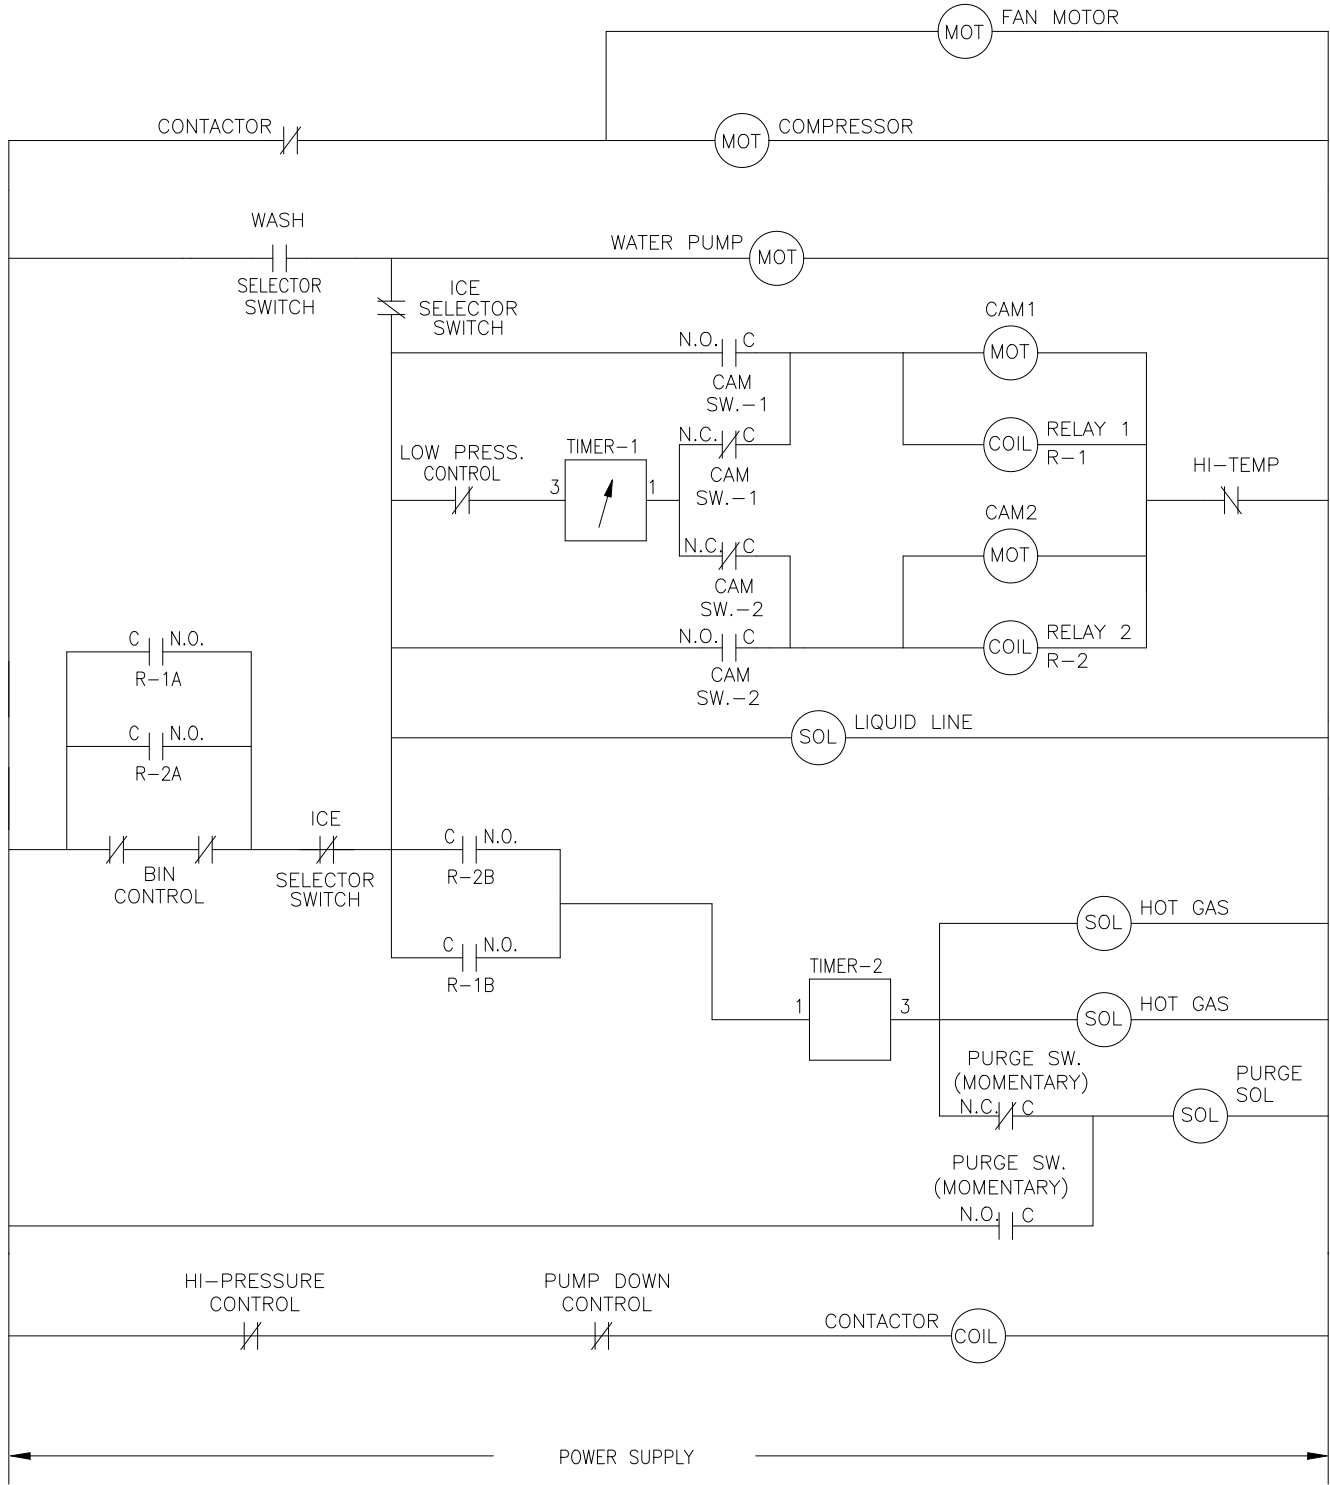 FAN MOTOR
MOT
CONTACTOR
COMPRESSOR
MOT
WASH
SELECTOR
SWITCH
WATER PUMP
MOT
ICE
SELECTOR
SWITCH
N.O. C
CAM
SW.-1
CAM1
MOT
N.C. C
CAM
SW.-1
COIL
RELAY 1
R-1
LOW PRESS.
CONTROL
TIMER-1
3
1
HI-TEMP
N.C. C
CAM
SW.-2
CAM2
MOT
N.O. C
CAM
SW.-2
COIL
RELAY 2
R-2
C N.O.
R-1A
C N.O.
R-2A
SOL
LIQUID LINE
BIN
CONTROL
ICE
SELECTOR
SWITCH
C N.O.
R-2B
C N.O.
R-1B
TIMER-2
1
3
SOL
HOT GAS
SOL
HOT GAS
PURGE SW.
(MOMENTARY)
N.C. C
SOL
PURGE
SOL
PURGE SW.
(MOMENTARY)
N.O. C
HI-PRESSURE
CONTROL
PUMP DOWN
CONTROL
CONTACTOR
COIL
POWER SUPPLY